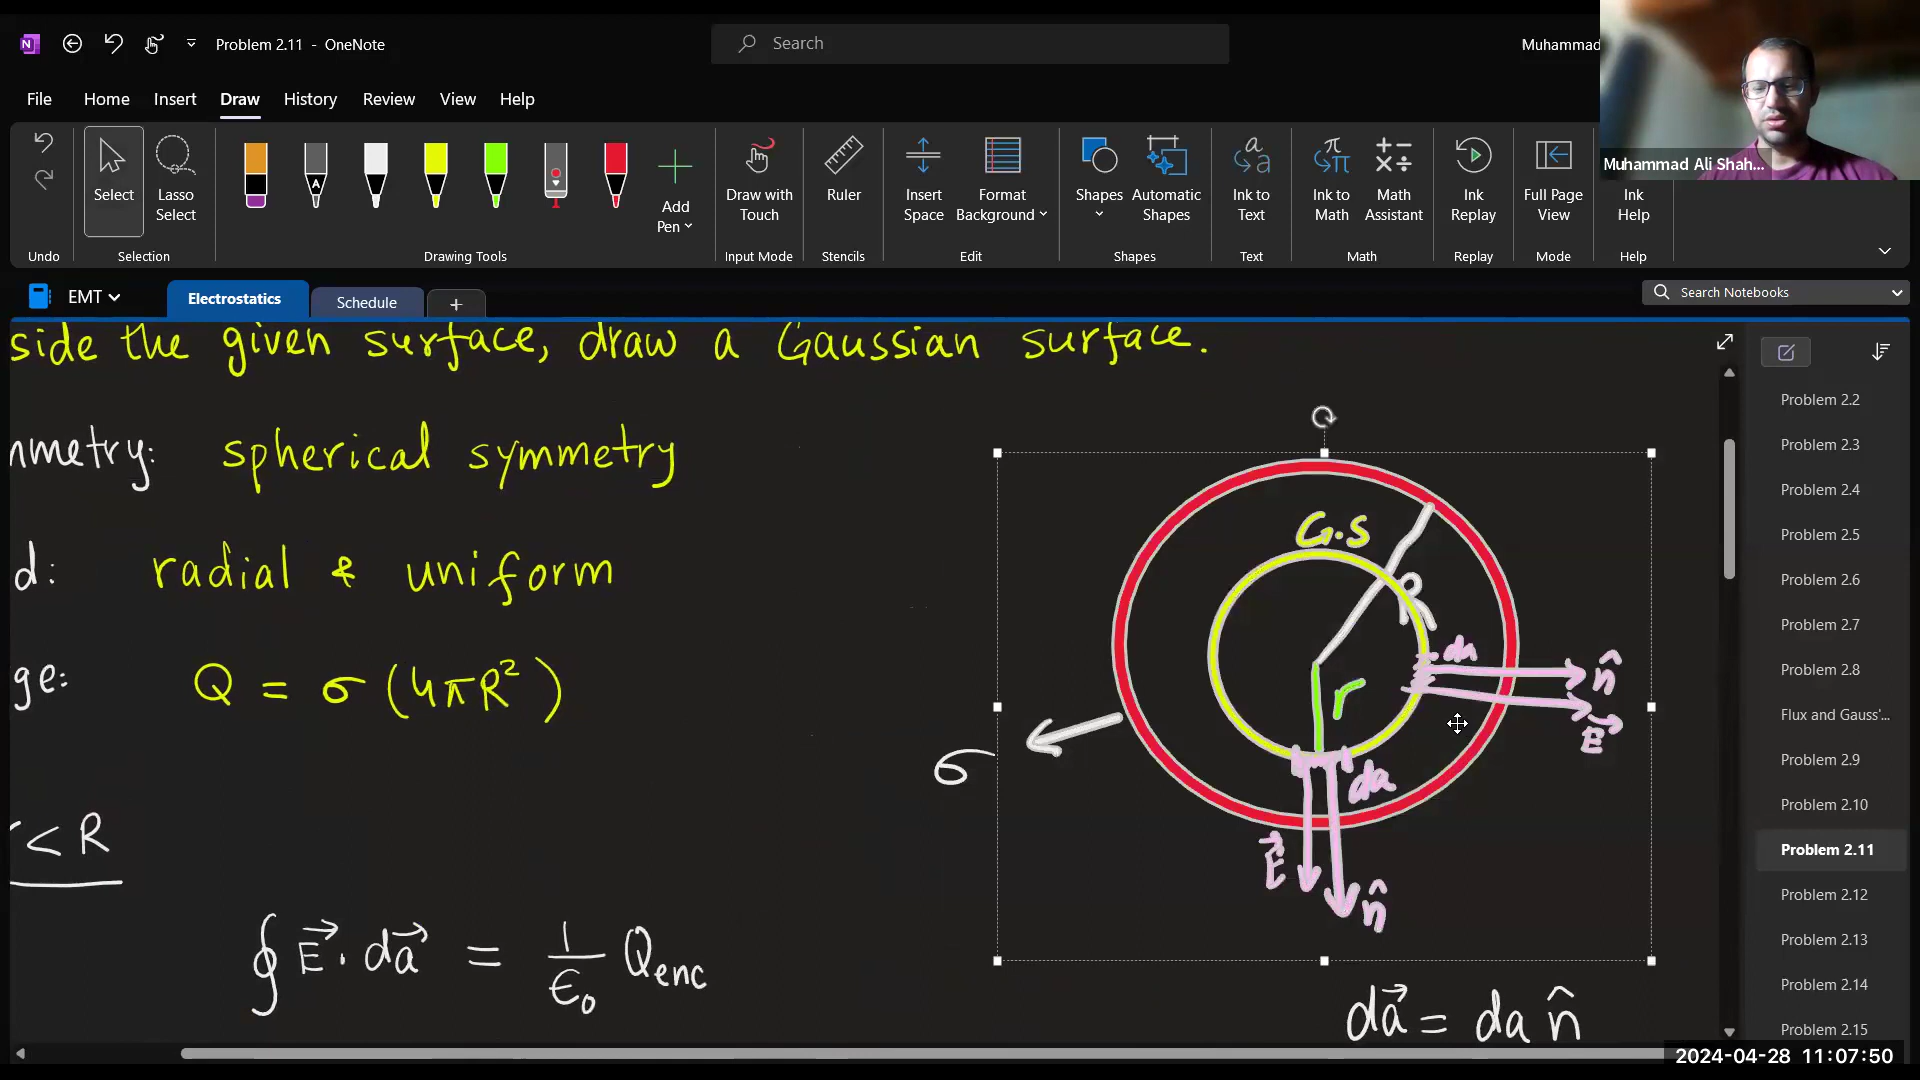 Problem 2.11 - OneNote
Search
Muhammad
File Home Insert Draw History Review View Help
Select
Lasso Select
Add Pen
Draw with Touch
Ruler
Insert Space
Format Background
Shapes
Automatic Shapes
Ink to Text
Ink to Math
Math Assistant
Ink Replay
Full Page View
Ink Help
Undo Selection Drawing Tools Input Mode Stencils Edit Shapes Text Math Replay Mode Help
Muhammad Ali Shah...
EMT Electrostatics Schedule +
Search Notebooks
side the given surface, draw a Gaussian surface.
mmetry: spherical symmetry
d: radial & uniform
ge: Q = σ (4πR²)
r < R
∮ E⃗ · da⃗ = 1/ϵ₀ Qenc
G.S
R
r
da
n̂
E⃗
da
E⃗
n̂
σ
da⃗ = da n̂
Problem 2.2
Problem 2.3
Problem 2.4
Problem 2.5
Problem 2.6
Problem 2.7
Problem 2.8
Flux and Gauss'...
Problem 2.9
Problem 2.10
Problem 2.11
Problem 2.12
Problem 2.13
Problem 2.14
Problem 2.15
2024-04-28 11:07:50